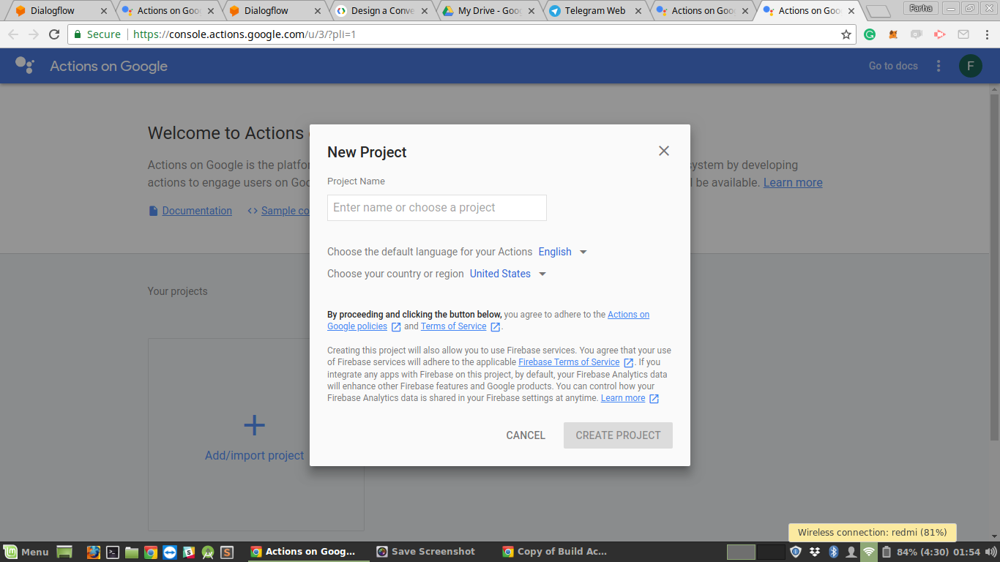 Dialogflow
Actions on Goo
Dialogflow
Design a Conve
My Drive - Goo
Telegram Web
Actions on Goo
Actions on Goo
Farha
Secure
https://console.actions.google.com/u/3/?pli=1
Actions on Google
Go to docs
F
Welcome to Actions
Actions on Google is the platfor
ystem by developing
actions to engage users on Goo
l be available. Learn more
Documentation
Sample co
Your projects
Add/import project
New Project
Project Name
Enter name or choose a project
Choose the default language for your Actions English
Choose your country or region United States
By proceeding and clicking the button below, you agree to adhere to the Actions on
Google policies and Terms of Service .
Creating this project will also allow you to use Firebase services. You agree that your use
of Firebase services will adhere to the applicable Firebase Terms of Service . If you
integrate any apps with Firebase on this project, by default, your Firebase Analytics data
will enhance other Firebase features and Google products. You can control how your
Firebase Analytics data is shared in your Firebase settings at anytime. Learn more
CANCEL
CREATE PROJECT
Wireless connection: redmi (81%)
Menu
Actions on Goog...
Save Screenshot
Copy of Build Ac...
84% (4:30)
01:54